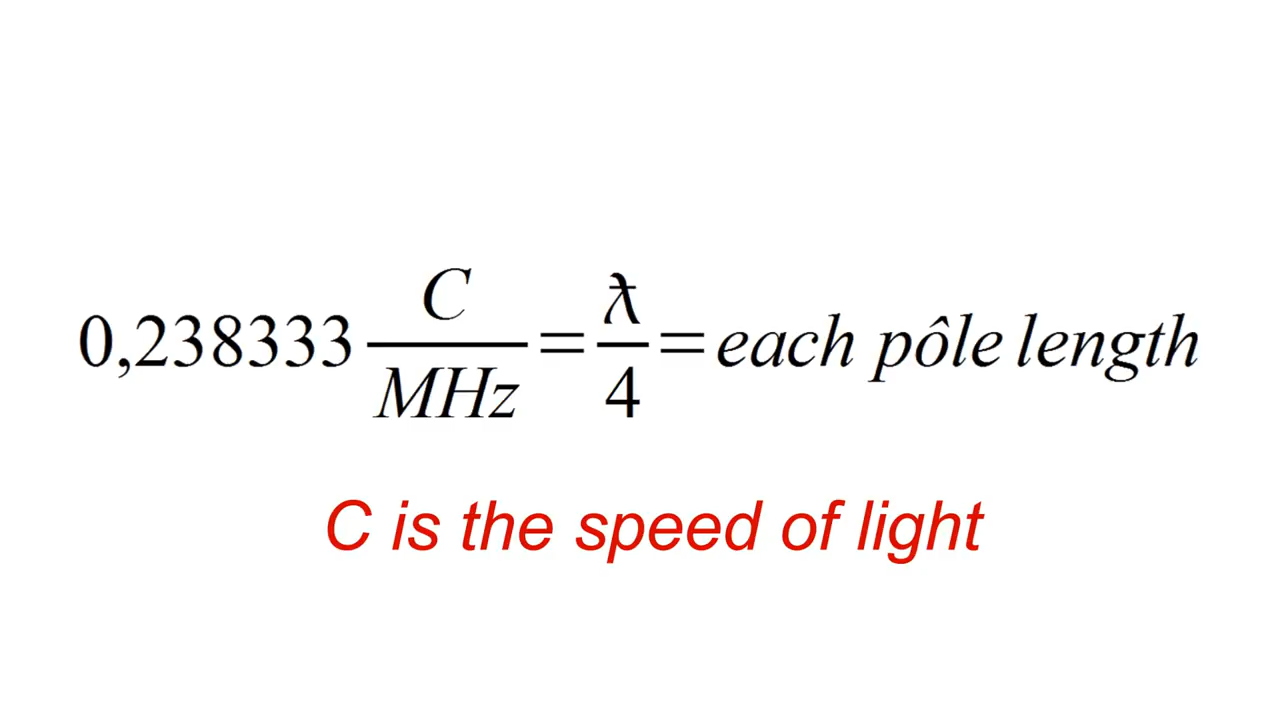 0,238333 C/MHz = ƛ/4 = each pôle length
C is the speed of light